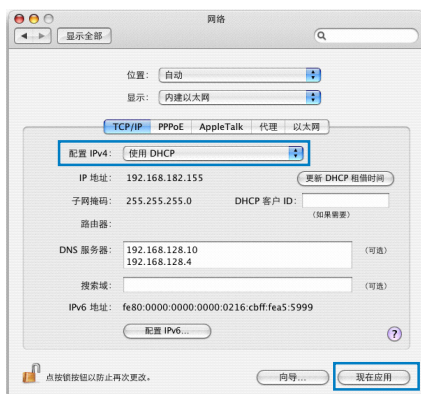 网络
显示全部
位置: 自动
显示: 内建以太网
TCP/IP PPPoE AppleTalk 代理 以太网
配置 IPv4: 使用 DHCP
IP 地址: 192.168.182.155 更新 DHCP 租借时间
子网掩码: 255.255.255.0 DHCP 客户 ID:
(如果需要)
路由器:
DNS 服务器: 192.168.128.10 (可选)
192.168.128.4
搜索域: (可选)
IPv6 地址: fe80:0000:0000:0000:0216:cbff:fea5:5999
配置 IPv6... ?
点按锁按钮以防止再次更改。 向导... 现在应用